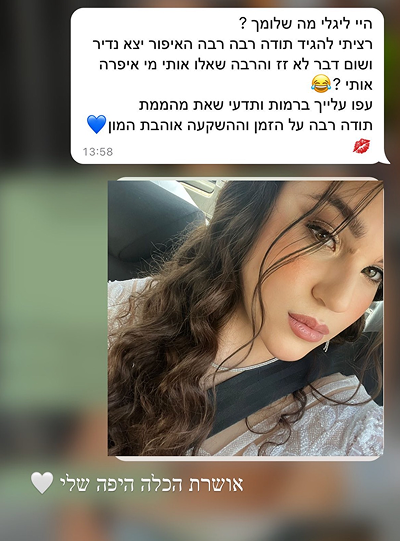 היי ליגלי מה שלומך ?
רציתי להגיד תודה רבה רבה האיפור יצא נדיר
ושום דבר לא זז והרבה שאלו אותי מי איפרה
אותי ?😂
עפו עלייך ברמות ותדעי שאת מהממת
תודה רבה על הזמן וההשקעה אוהבת המון💙
💋
13:58
אושרת הכלה היפה שלי 🤍